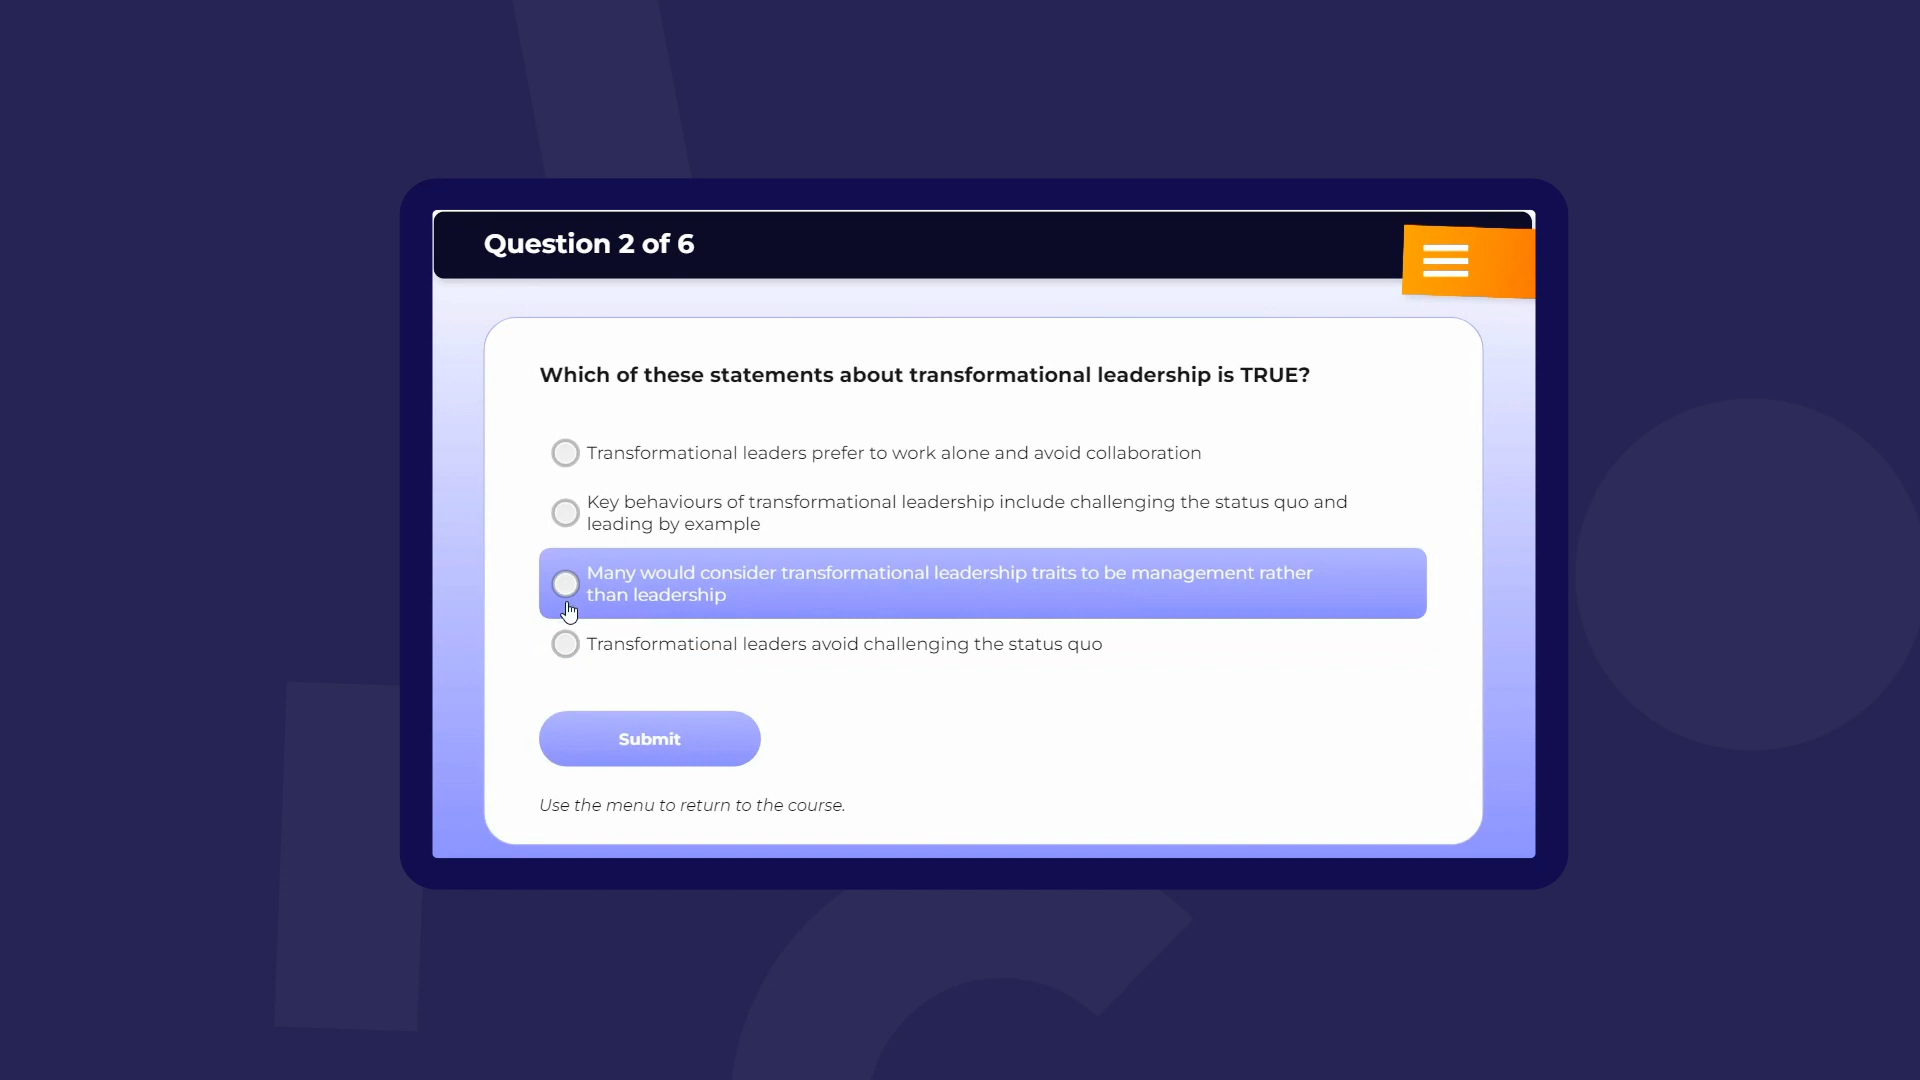 Question 2 of 6
Which of these statements about transformational leadership is TRUE?
Transformational leaders prefer to work alone and avoid collaboration
Key behaviours of transformational leadership include challenging the status quo and
leading by example
Many would consider transformational leadership traits to be management rather
than leadership
Transformational leaders avoid challenging the status quo
Submit
Use the menu to return to the course.